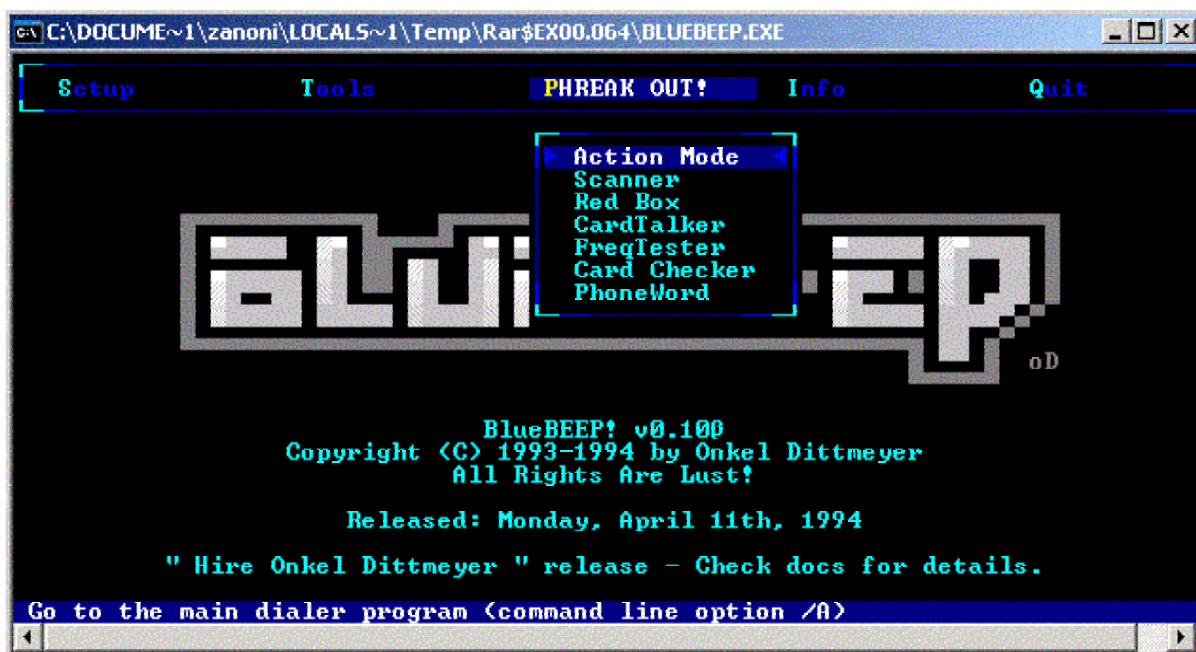 C:\DOCUME~1\zanoni\LOCALS~1\Temp\Rar$EX00.064\BLUEBEEP.EXE
Setup Tools PHREAK OUT! Info Quit
Action Mode
Scanner
Red Box
CardTalker
FreqTester
Card Checker
PhoneWord
oD
BlueBEEP! v0.10β
Copyright (C) 1993-1994 by Onkel Dittmeyer
All Rights Are Lust!
Released: Monday, April 11th, 1994
" Hire Onkel Dittmeyer " release - Check docs for details.
Go to the main dialer program (command line option /A)